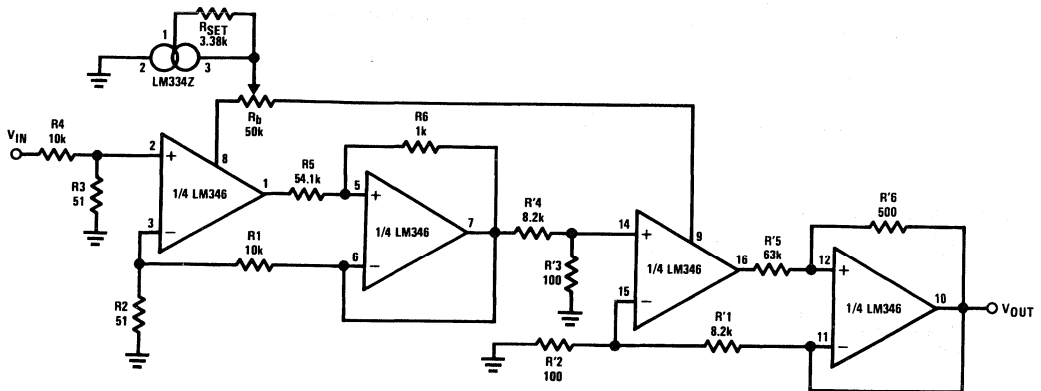 1
RSET
3.38k
2
3
LM334Z
VIN
R4
10k
R3
51
2
+
8
1/4 LM346
1
3
−
Rb
50k
R6
1k
R5
54.1k
5
+
1/4 LM346
7
6
−
R1
10k
R2
51
R'4
8.2k
R'3
100
14
+
9
1/4 LM346
16
15
−
R'2
100
R'1
8.2k
R'5
63k
R'6
500
12
+
1/4 LM346
10
11
−
VOUT